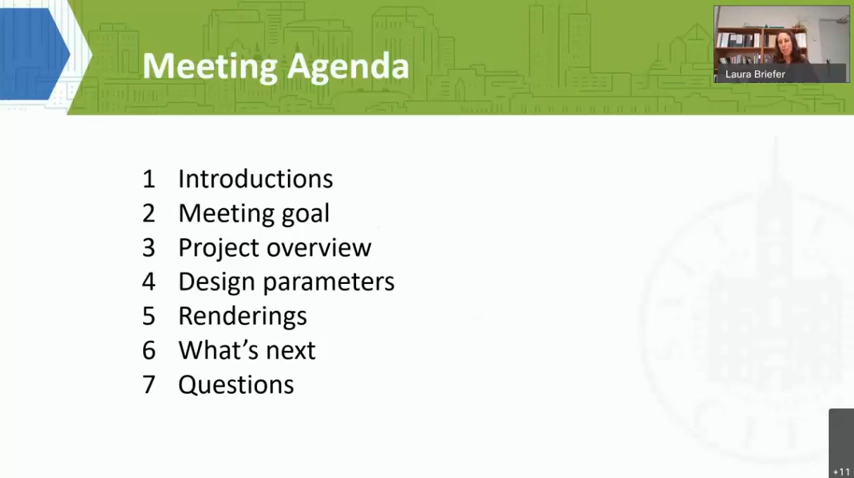 Meeting Agenda
Laura Briefer
1 Introductions
2 Meeting goal
3 Project overview
4 Design parameters
5 Renderings
6 What's next
7 Questions
+11